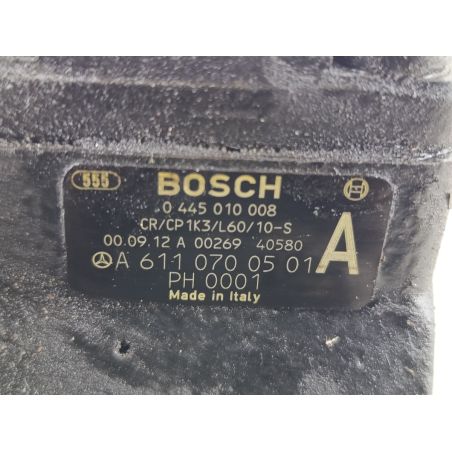 555 BOSCH
0 445 010 008
CR/CP1K3/L60/10-S
00.09.12 A 00269 40580
A 611 070 05 01 A
PH 0001
Made in Italy